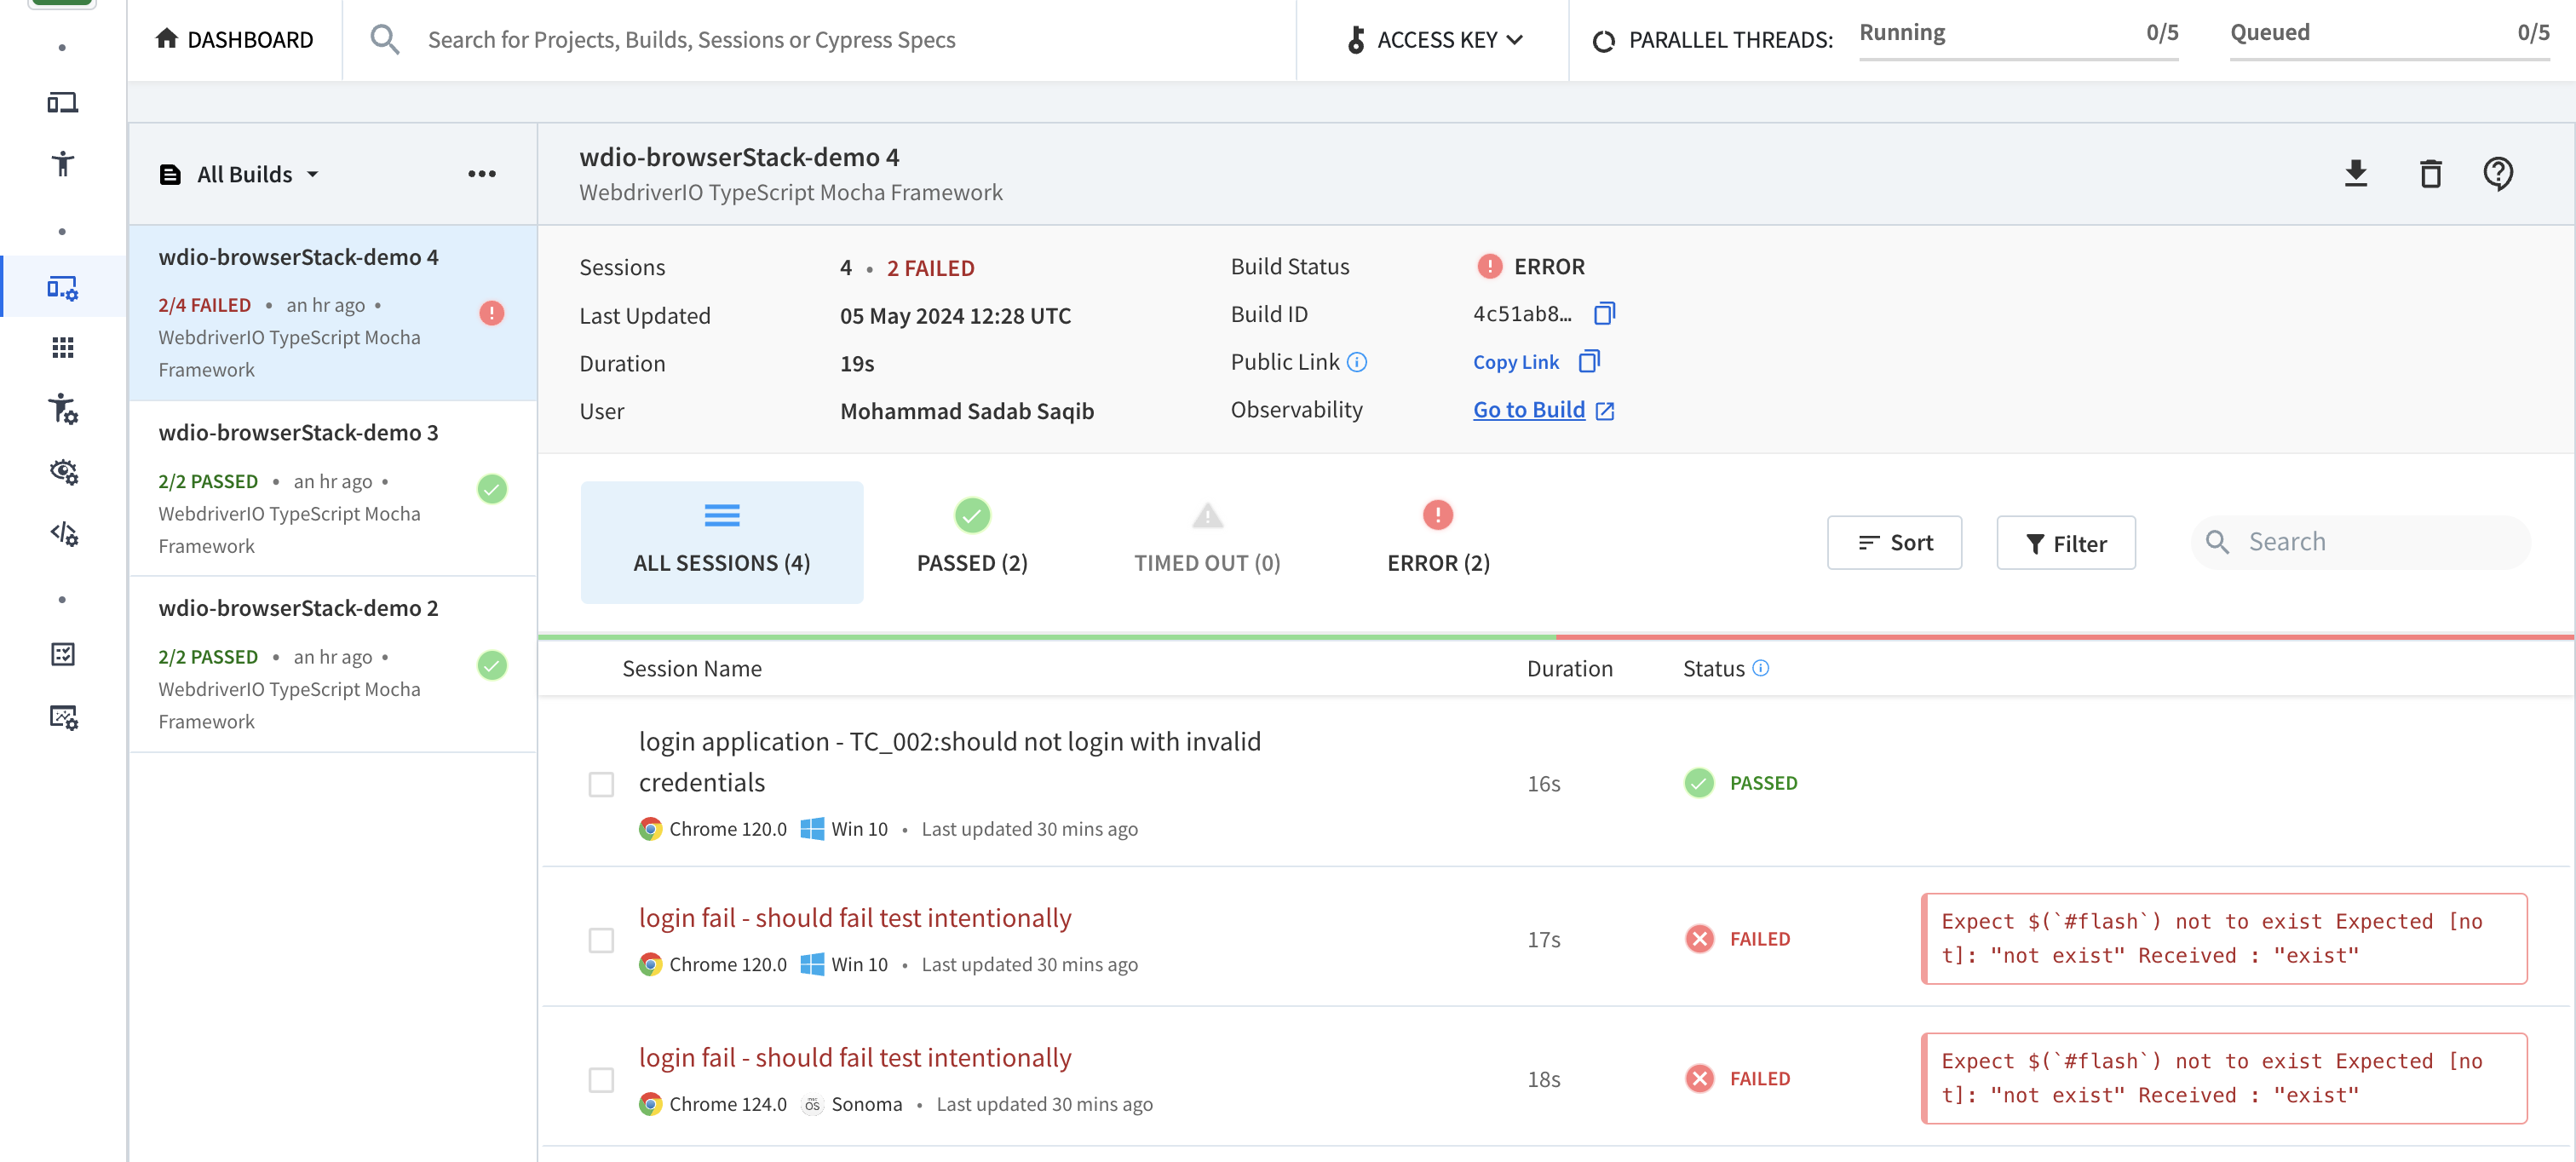 DASHBOARD
Search for Projects, Builds, Sessions or Cypress Specs
ACCESS KEY
PARALLEL THREADS:
Running 0/5
Queued 0/5
All Builds
wdio-browserStack-demo 4
2/4 FAILED • an hr ago •
WebdriverIO TypeScript Mocha
Framework
wdio-browserStack-demo 3
2/2 PASSED • an hr ago •
WebdriverIO TypeScript Mocha
Framework
wdio-browserStack-demo 2
2/2 PASSED • an hr ago •
WebdriverIO TypeScript Mocha
Framework
wdio-browserStack-demo 4
WebdriverIO TypeScript Mocha Framework
Sessions 4 • 2 FAILED
Last Updated 05 May 2024 12:28 UTC
Duration 19s
User Mohammad Sadab Saqib
Build Status ERROR
Build ID 4c51ab8...
Public Link Copy Link
Observability Go to Build
ALL SESSIONS (4)
PASSED (2)
TIMED OUT (0)
ERROR (2)
Sort
Filter
Search
Session Name Duration Status
login application - TC_002:should not login with invalid
credentials
16s PASSED
Chrome 120.0 Win 10 • Last updated 30 mins ago
login fail - should fail test intentionally
17s FAILED
Chrome 120.0 Win 10 • Last updated 30 mins ago
Expect $(`#flash`) not to exist Expected [no
t]: "not exist" Received : "exist"
login fail - should fail test intentionally
18s FAILED
Chrome 124.0 Mac OS Sonoma • Last updated 30 mins ago
Expect $(`#flash`) not to exist Expected [no
t]: "not exist" Received : "exist"